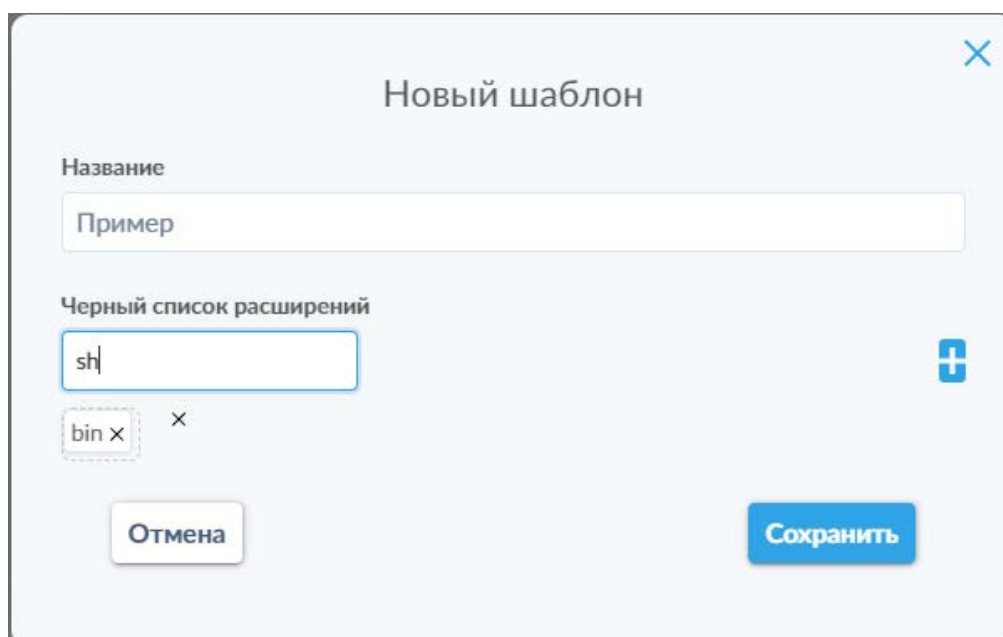 Новый шаблон
Название
Пример
Черный список расширений
sh
bin
Отмена
Сохранить